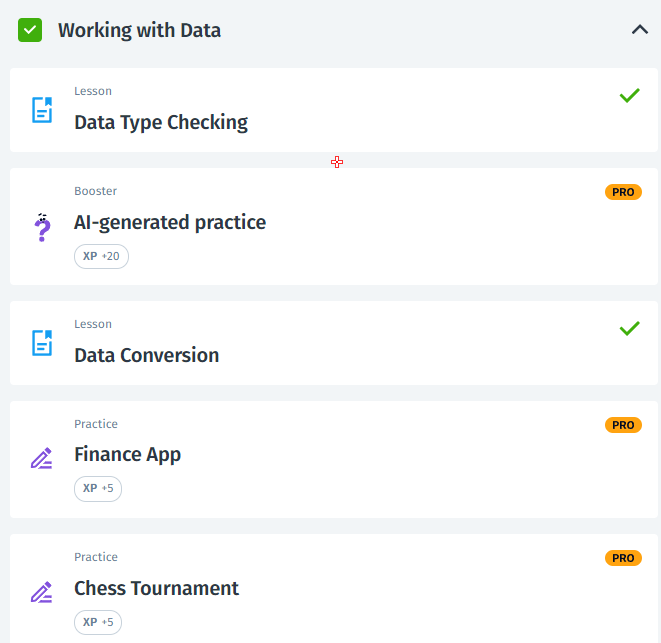 Working with Data
Lesson
Data Type Checking
Booster
PRO
AI-generated practice
XP +20
Lesson
Data Conversion
Practice
PRO
Finance App
XP +5
Practice
PRO
Chess Tournament
XP +5